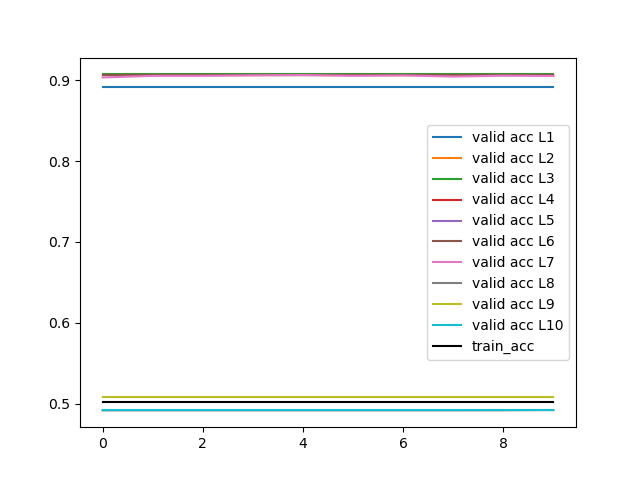 0.9
0.8
0.7
0.6
0.5
0
2
4
6
8
valid acc L1
valid acc L2
valid acc L3
valid acc L4
valid acc L5
valid acc L6
valid acc L7
valid acc L8
valid acc L9
valid acc L10
train_acc